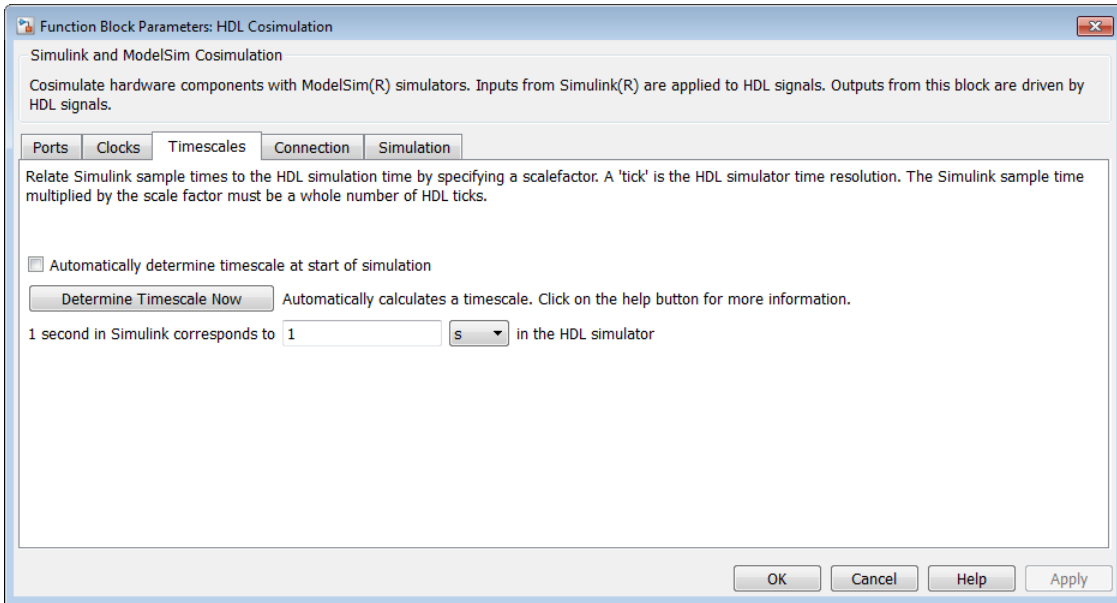 Function Block Parameters: HDL Cosimulation
Simulink and ModelSim Cosimulation
Cosimulate hardware components with ModelSim(R) simulators. Inputs from Simulink(R) are applied to HDL signals. Outputs from this block are driven by
HDL signals.
Ports Clocks Timescales Connection Simulation
Relate Simulink sample times to the HDL simulation time by specifying a scalefactor. A 'tick' is the HDL simulator time resolution. The Simulink sample time
multiplied by the scale factor must be a whole number of HDL ticks.
Automatically determine timescale at start of simulation
Determine Timescale Now Automatically calculates a timescale. Click on the help button for more information.
1 second in Simulink corresponds to 1 s in the HDL simulator
OK Cancel Help Apply